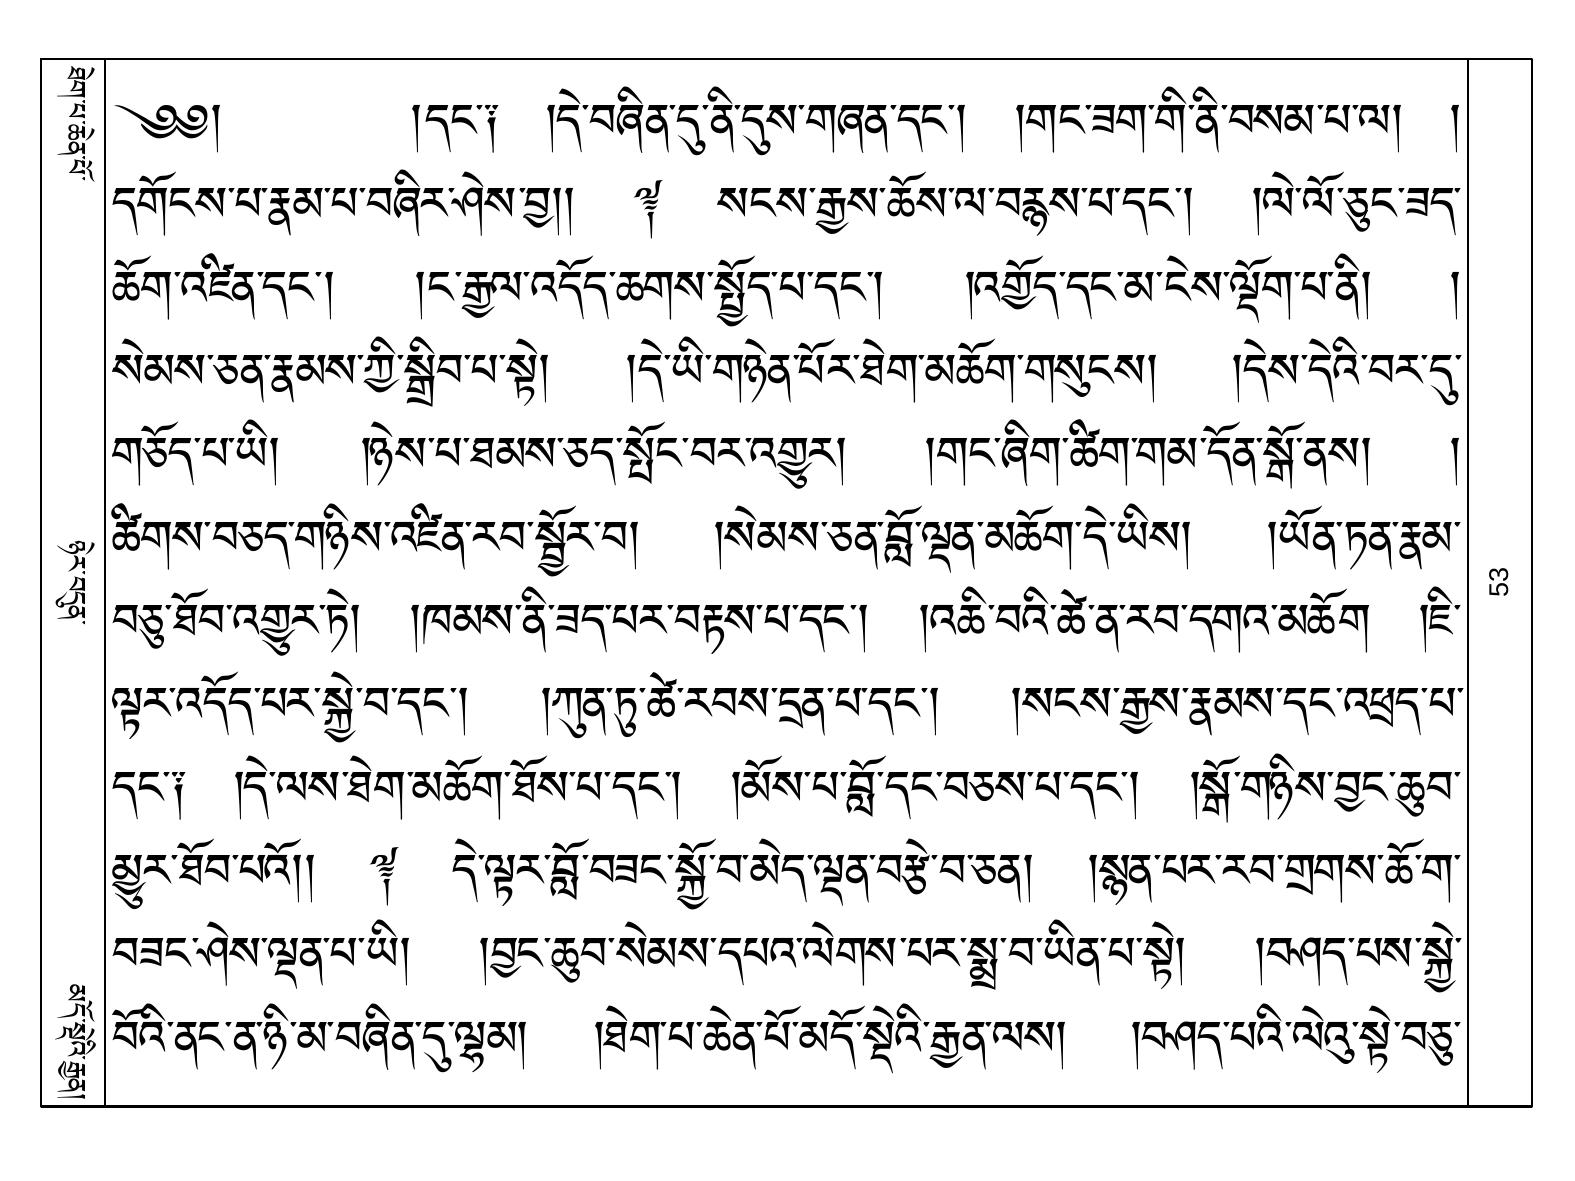 ཐེག་པ་ཆེན་པོ་
ཉེར་བདུན་
མདོ་སྡེའི་རྒྱན།
༄༅། །དང་༔ །དེ་བཞིན་དུ་ནི་དུས་གཞན་དང་། །གང་ཟག་གི་ནི་བསམ་པ་ལ། །
དགོངས་པ་རྣམ་པ་བཞིར་ཤེས་བྱ།། ༈ སངས་རྒྱས་ཆོས་ལ་བརྙས་པ་དང་། །ལེ་ལོ་ཅུང་ཟད་
ཆོག་འཛིན་དང་། །ང་རྒྱལ་འདོད་ཆགས་སྤྱོད་པ་དང་། །འགྱོད་དང་མ་ངེས་ལྡོག་པ་ནི། །
སེམས་ཅན་རྣམས་ཀྱི་སྒྲིབ་པ་སྟེ། །དེ་ཡི་གཉེན་པོར་ཐེག་མཆོག་གསུངས། །དེས་དེའི་བར་དུ་
གཅོད་པ་ཡི། །ཉེས་པ་ཐམས་ཅད་སྤོང་བར་འགྱུར། །གང་ཞིག་ཚིག་གམ་དོན་སྒོ་ནས། །
ཚིགས་བཅད་གཉིས་འཛིན་རབ་སྦྱོར་བ། །སེམས་ཅན་བློ་ལྡན་མཆོག་དེ་ཡིས། །ཡོན་ཏན་རྣམ་
བཅུ་ཐོབ་འགྱུར་ཏེ། །ཁམས་ནི་ཟད་པར་བརྟས་པ་དང་། །འཆི་བའི་ཚེ་ན་རབ་དགའ་མཆོག །ཇི་
ལྟར་འདོད་པར་སྐྱེ་བ་དང་། །ཀུན་ཏུ་ཚེ་རབས་དྲན་པ་དང་། །སངས་རྒྱས་རྣམས་དང་འཕྲད་པ་
དང་༔ །དེ་ལས་ཐེག་མཆོག་ཐོས་པ་དང་། །མོས་པ་བློ་དང་བཅས་པ་དང་། །སྒོ་གཉིས་བྱང་ཆུབ་
མྱུར་ཐོབ་པའོ།། ༈ དེ་ལྟར་བློ་བཟང་སྐྱོ་བ་མེད་ལྡན་བརྩེ་བ་ཅན། །སྙན་པར་རབ་གྲགས་ཆོ་ག་
བཟང་ཤེས་ལྡན་པ་ཡི། །བྱང་ཆུབ་སེམས་དཔའ་ལེགས་པར་སྨྲ་བ་ཡིན་པ་སྟེ། །བཤད་པས་སྐྱེ་
བོའི་ནང་ན་ཉི་མ་བཞིན་དུ་ལྷམ། །ཐེག་པ་ཆེན་པོ་མདོ་སྡེའི་རྒྱན་ལས། །བཤད་པའི་ལེའུ་སྟེ་བཅུ་
53